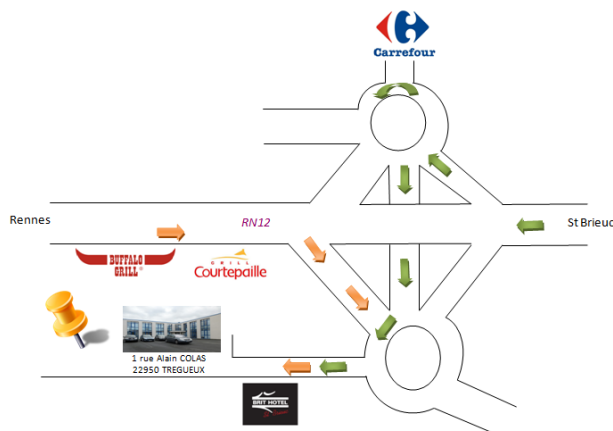 Carrefour
Rennes
RN12
St Brieuc
BUFFALO
GRILL
GRILL
Courtepaille
1 rue Alain COLAS
22950 TREGUEUX
BRIT HOTEL